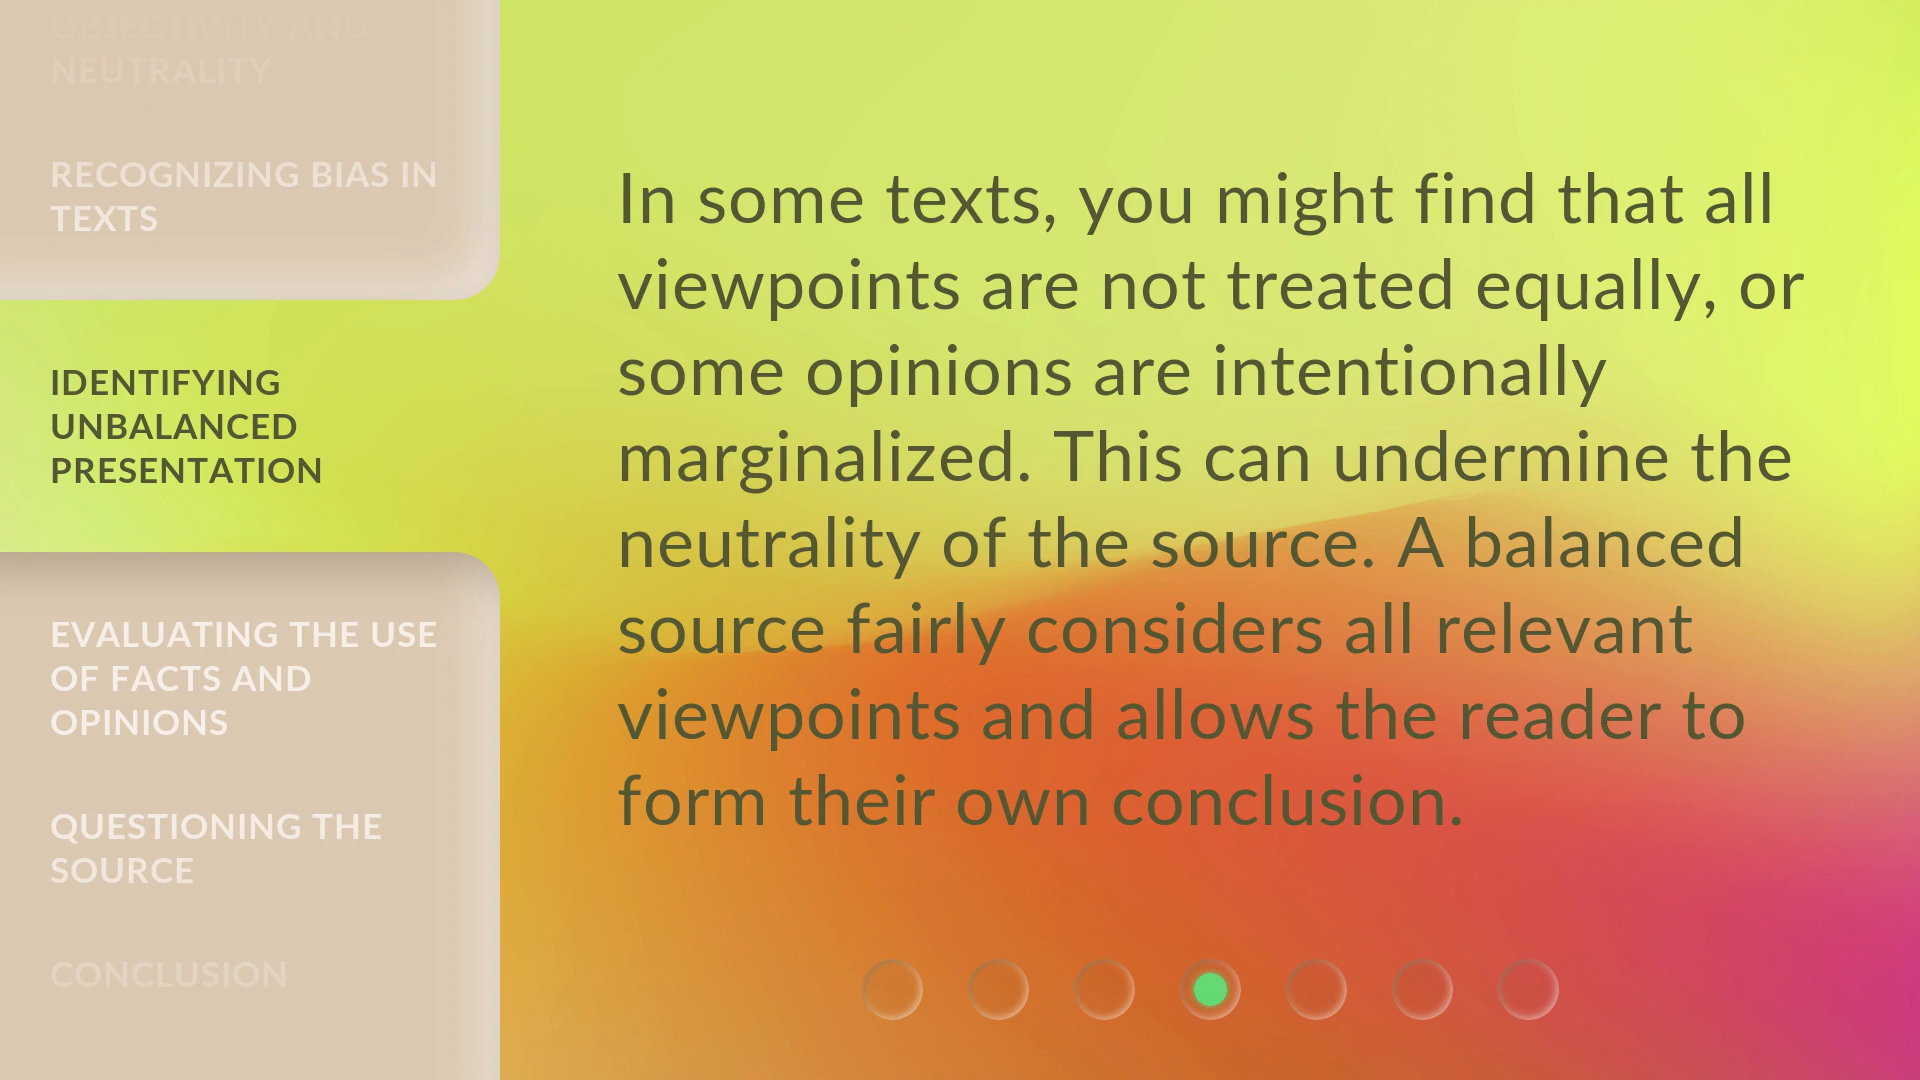 OBJECTIVITY AND
NEUTRALITY
RECOGNIZING BIAS IN
TEXTS
IDENTIFYING
UNBALANCED
PRESENTATION
EVALUATING THE USE
OF FACTS AND
OPINIONS
QUESTIONING THE
SOURCE
CONCLUSION
In some texts, you might find that all
viewpoints are not treated equally, or
some opinions are intentionally
marginalized. This can undermine the
neutrality of the source. A balanced
source fairly considers all relevant
viewpoints and allows the reader to
form their own conclusion.